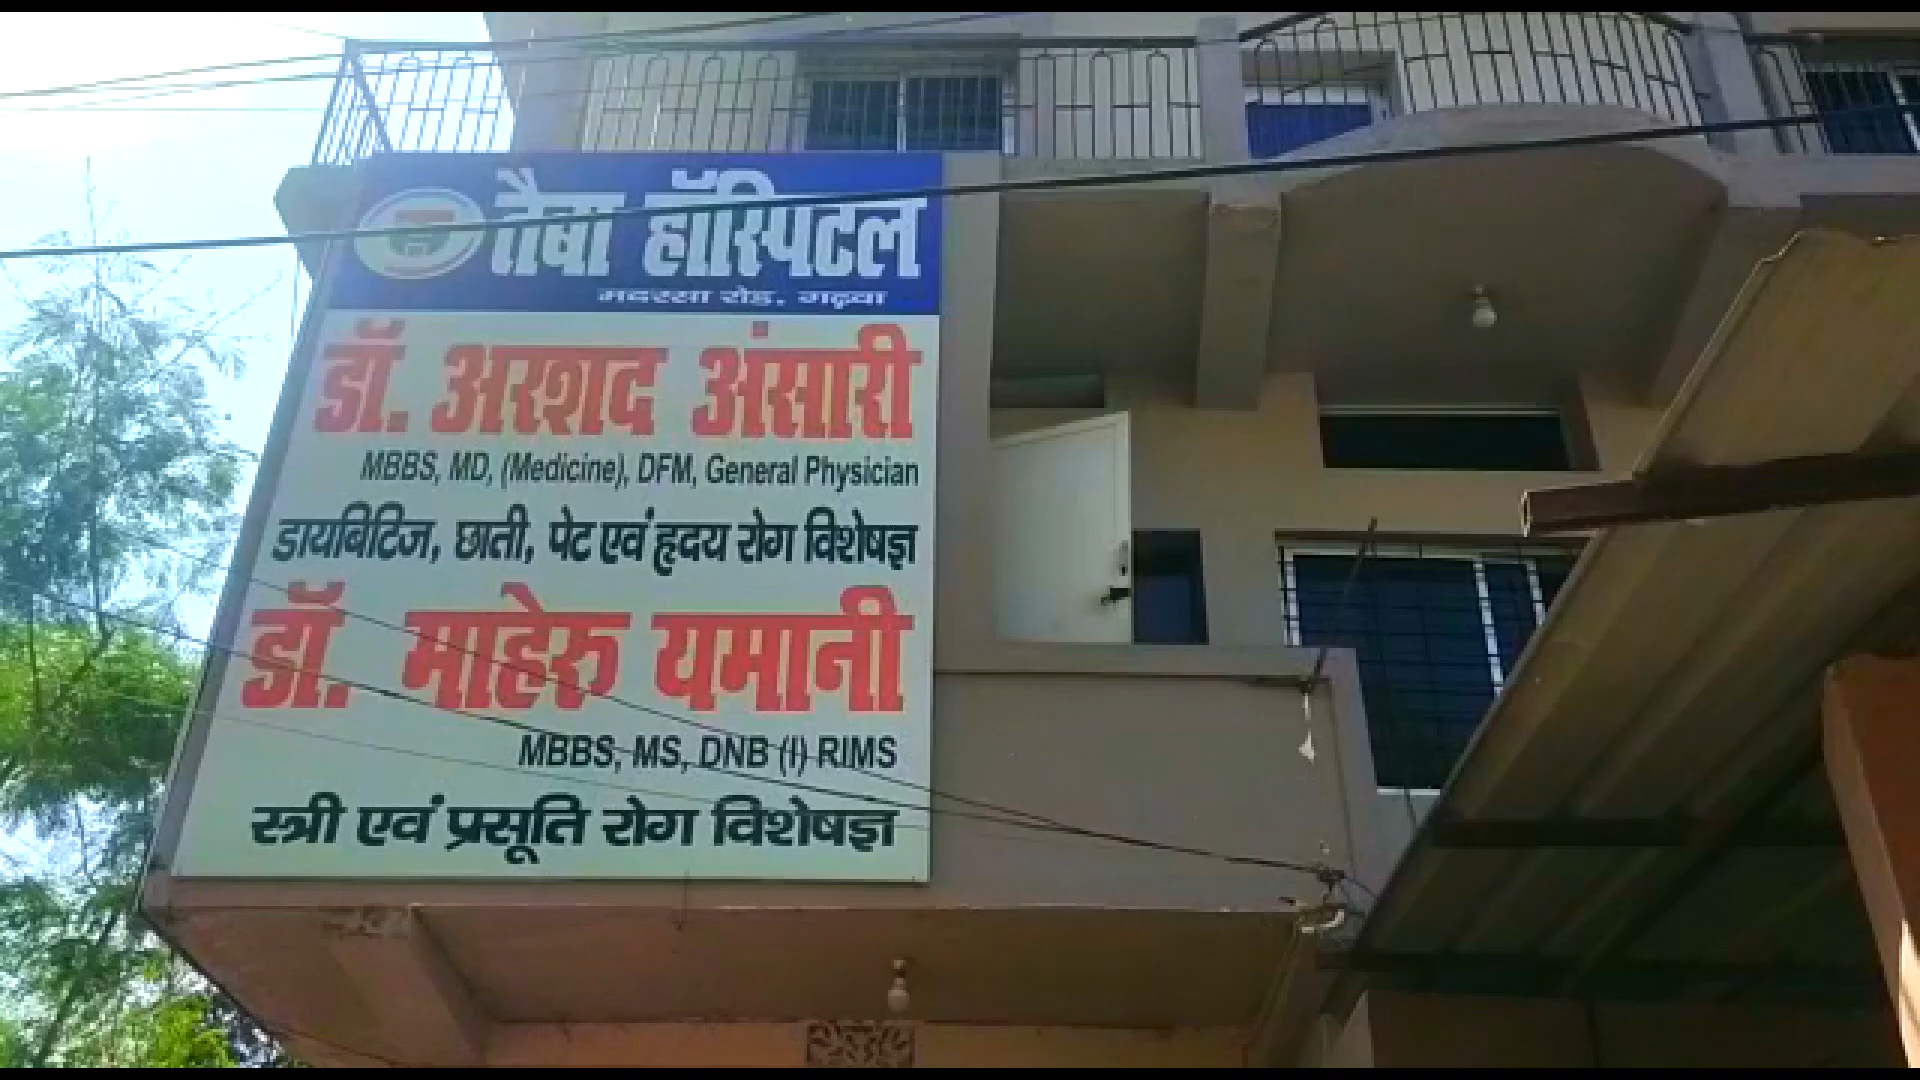 तैबा हॉस्पिटल
मदरसा रोड, गढ़वा
डॉ. अरशद अंसारी
MBBS, MD, (Medicine), DFM, General Physician
डायबिटिज, छाती, पेट एवं हृदय रोग विशेषज्ञ
डॉ. माहेरु यमानी
MBBS, MS, DNB (I) RIMS
स्त्री एवं प्रसूति रोग विशेषज्ञ